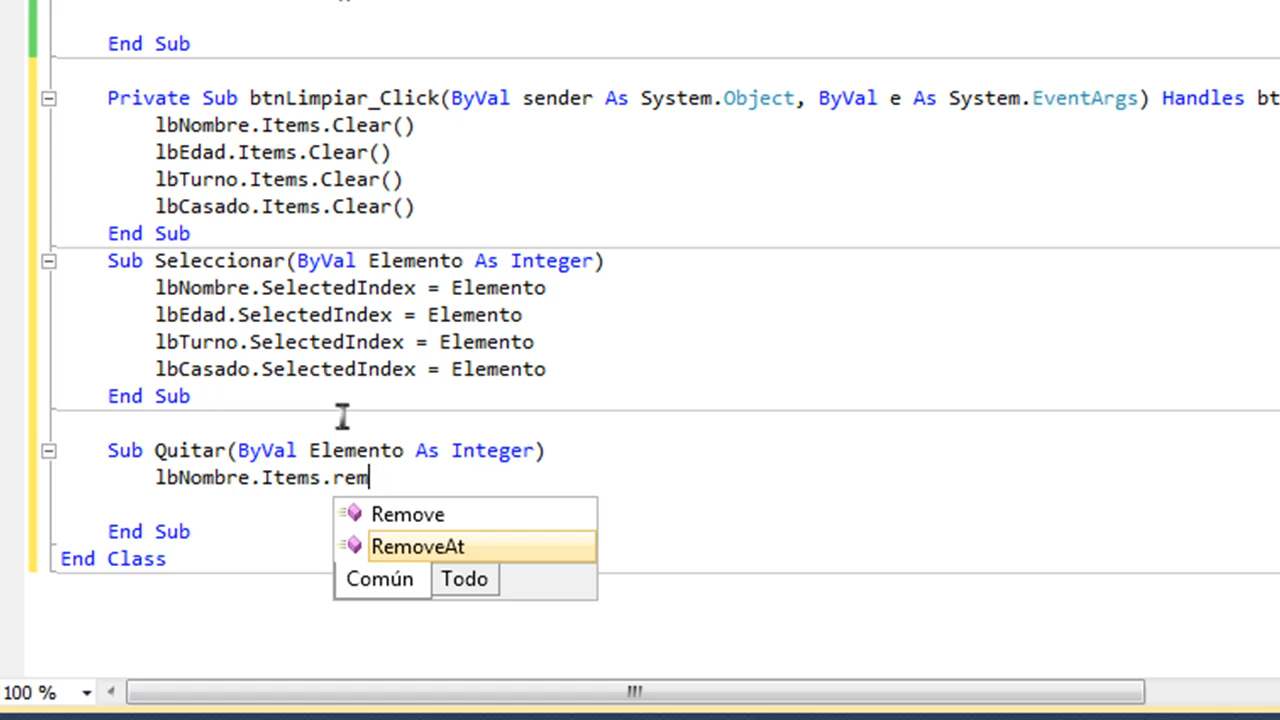 End Sub
Private Sub btnLimpiar_Click(ByVal sender As System.Object, ByVal e As System.EventArgs) Handles bt
lbNombre.Items.Clear()
lbEdad.Items.Clear()
lbTurno.Items.Clear()
lbCasado.Items.Clear()
End Sub
Sub Seleccionar(ByVal Elemento As Integer)
lbNombre.SelectedIndex = Elemento
lbEdad.SelectedIndex = Elemento
lbTurno.SelectedIndex = Elemento
lbCasado.SelectedIndex = Elemento
End Sub
Sub Quitar(ByVal Elemento As Integer)
lbNombre.Items.rem
Remove
RemoveAt
Común Todo
End Sub
End Class
100 %